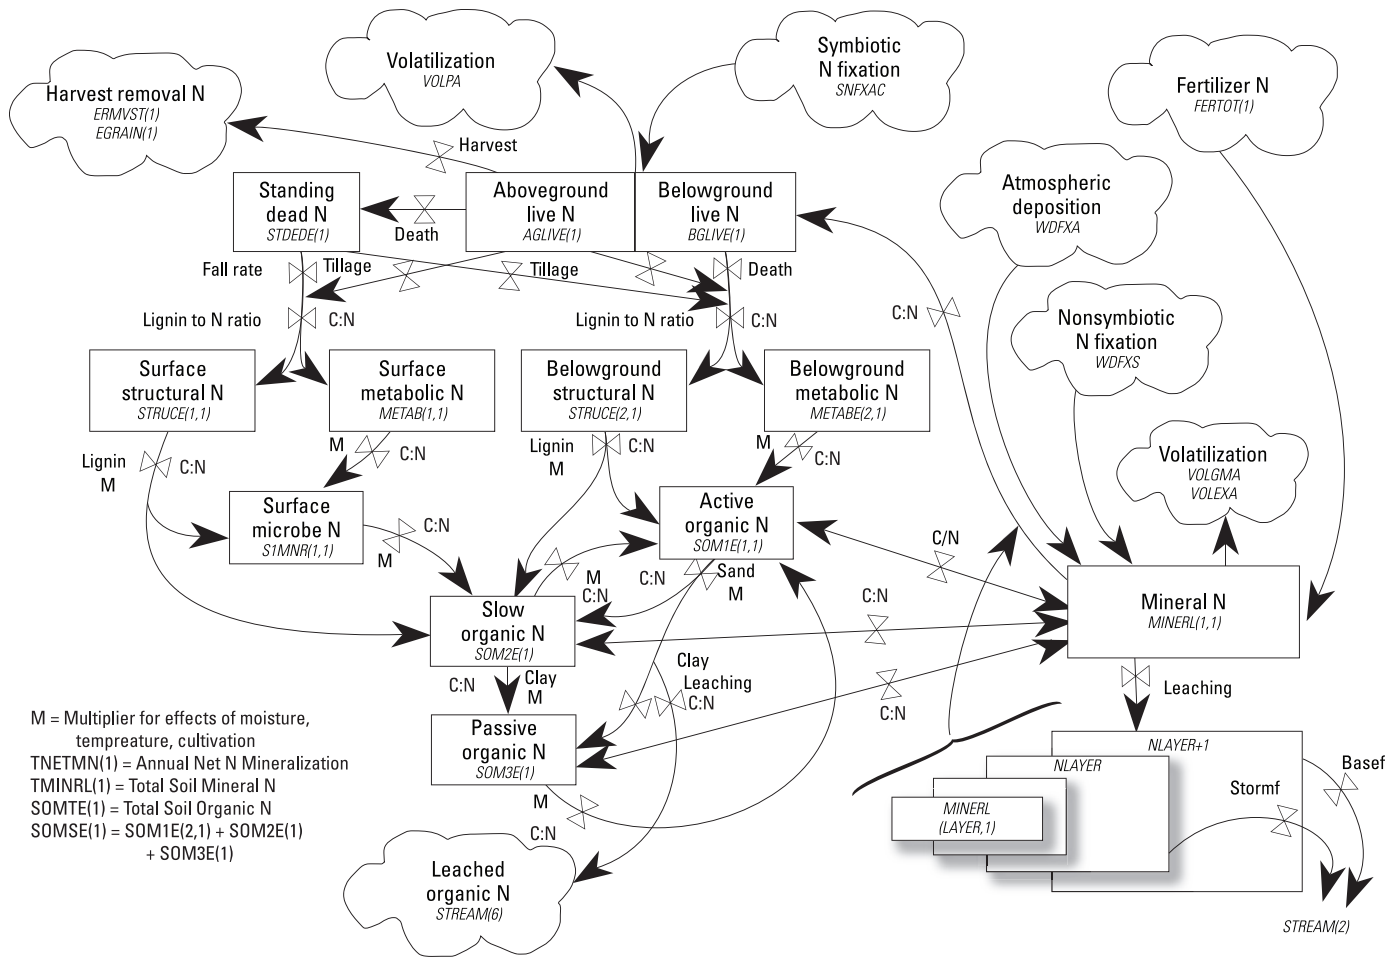 Symbiotic
N fixation
SNFXAC
Volatilization
VOLPA
Harvest removal N
ERMVST(1)
EGRAIN(1)
Fertilizer N
FERTOT(1)
Harvest
Standing
dead N
STDEDE(1)
Death
Aboveground
live N
AGLIVE(1)
Belowground
live N
BGLIVE(1)
Atmospheric
deposition
WDFXA
Fall rate
Tillage
Tillage
Death
Lignin to N ratio
C:N
Lignin to N ratio
C:N
C:N
Nonsymbiotic
N fixation
WDFXS
Surface
structural N
STRUCE(1,1)
Surface
metabolic N
METAB(1,1)
Belowground
structural N
STRUCE(2,1)
Belowground
metabolic N
METABE(2,1)
Lignin
M
C:N
M
C:N
Lignin
M
C:N
M
C:N
Volatilization
VOLGMA
VOLEXA
Surface
microbe N
S1MNR(1,1)
C:N
M
Active
organic N
SOM1E(1,1)
C/N
M
C:N
C:N
Sand
M
C:N
Slow
organic N
SOM2E(1)
Mineral N
MINERL(1,1)
C:N
Clay
M
Clay
Leaching
C:N
C:N
Leaching
Passive
organic N
SOM3E(1)
M
C:N
M = Multiplier for effects of moisture,
tempreature, cultivation
TNETMN(1) = Annual Net N Mineralization
TMINRL(1) = Total Soil Mineral N
SOMTE(1) = Total Soil Organic N
SOMSE(1) = SOM1E(2,1) + SOM2E(1)
+ SOM3E(1)
NLAYER+1
NLAYER
MINERL
(LAYER,1)
Stormf
Basef
Leached
organic N
STREAM(6)
STREAM(2)